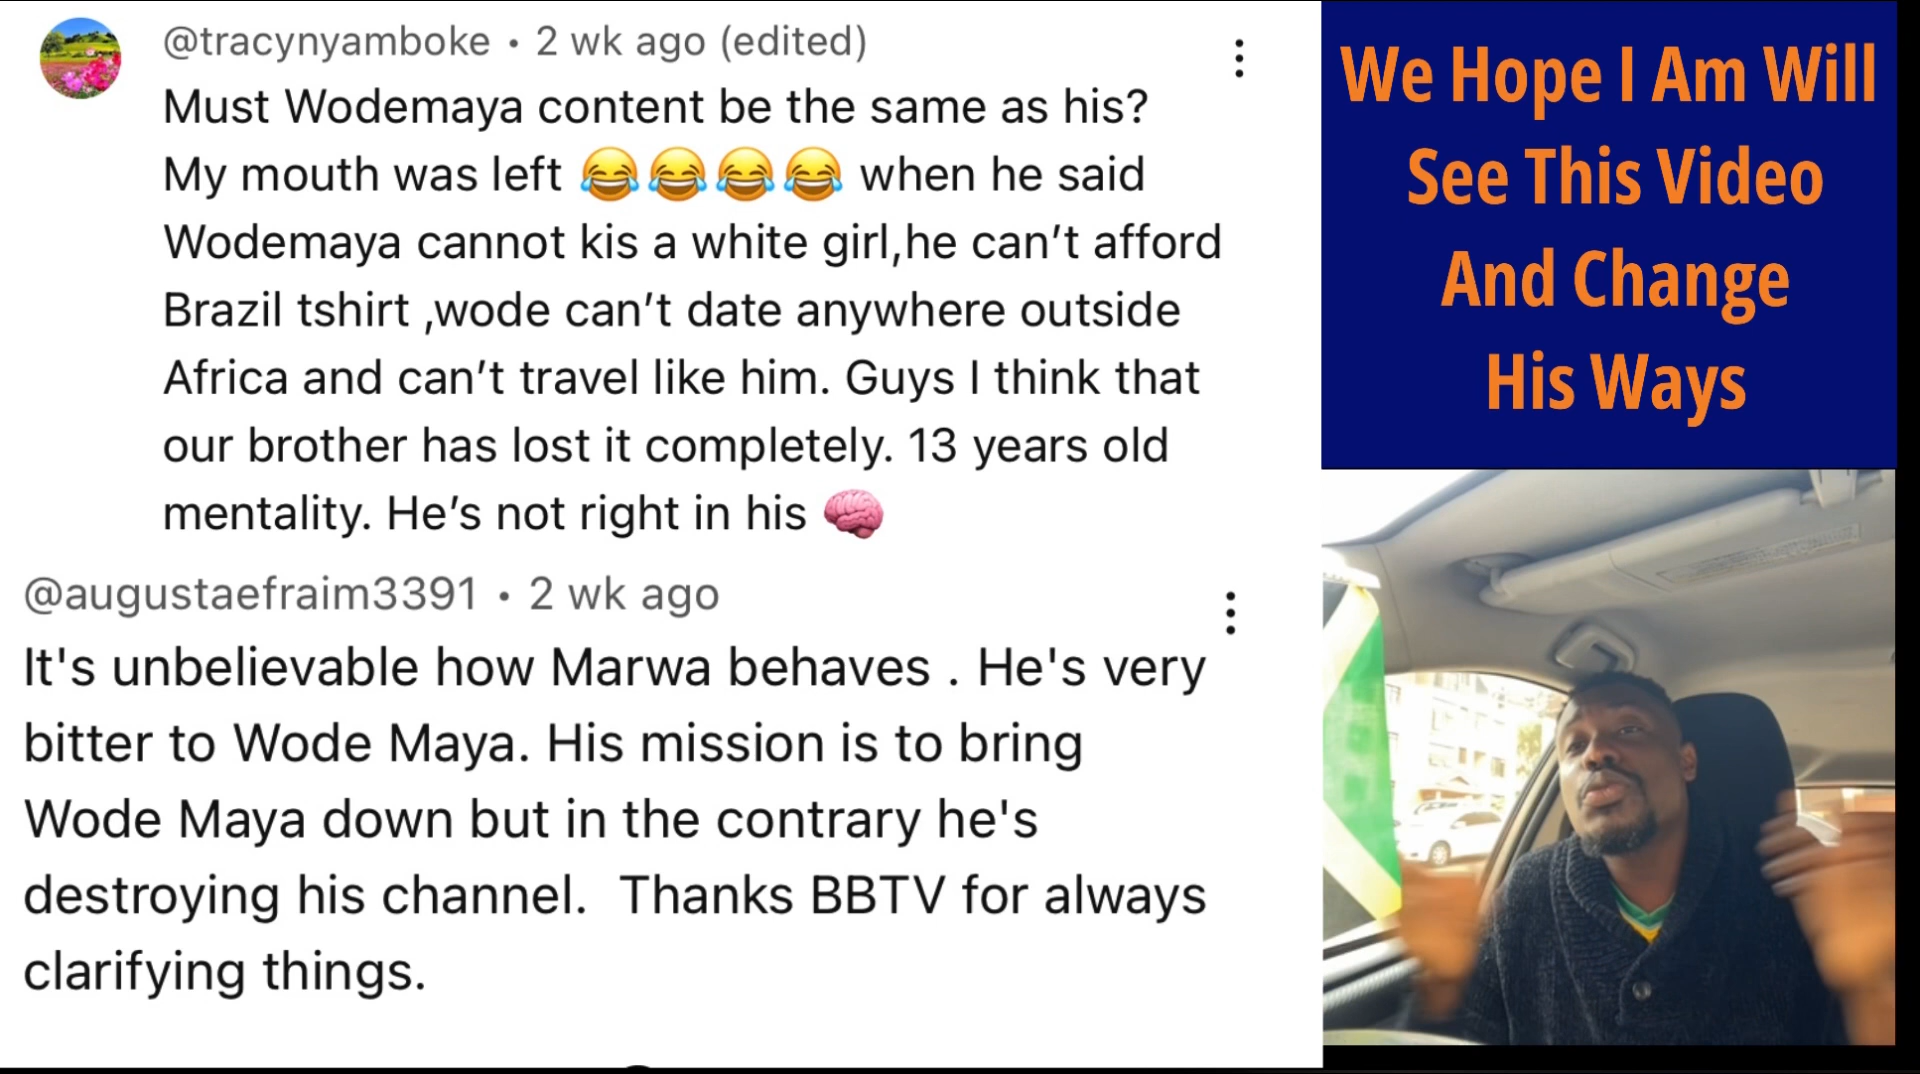 @tracynyamboke • 2 wk ago (edited)
Must Wodemaya content be the same as his?
My mouth was left 😂😂😂😂 when he said
Wodemaya cannot kis a white girl,he can't afford
Brazil tshirt ,wode can't date anywhere outside
Africa and can't travel like him. Guys I think that
our brother has lost it completely. 13 years old
mentality. He's not right in his 🧠
@augustaefraim3391 • 2 wk ago
It's unbelievable how Marwa behaves . He's very
bitter to Wode Maya. His mission is to bring
Wode Maya down but in the contrary he's
destroying his channel.  Thanks BBTV for always
clarifying things.
We Hope I Am Will
See This Video
And Change
His Ways